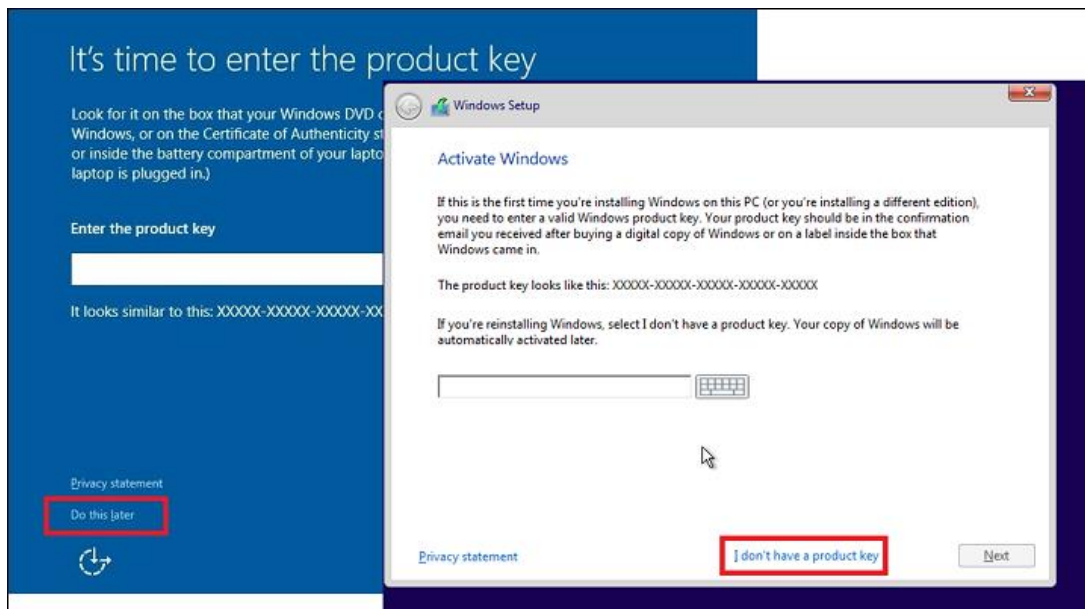 It's time to enter the product key
Look for it on the box that your Windows DVD
Windows, or on the Certificate of Authenticity
or inside the battery compartment of your
laptop is plugged in.)
Enter the product key
It looks similar to this: XXXXX-XXXXX-XXXXX-XX
Privacy statement
Do this later
Windows Setup
Activate Windows
If this is the first time you're installing Windows on this PC (or you're installing a different edition),
you need to enter a valid Windows product key. Your product key should be in the confirmation
email you received after buying a digital copy of Windows or on a label inside the box that
Windows came in.
The product key looks like this: XXXXX-XXXXX-XXXXX-XXXXX-XXXXX
If you're reinstalling Windows, select I don't have a product key. Your copy of Windows will be
automatically activated later.
Privacy statement
I don't have a product key
Next